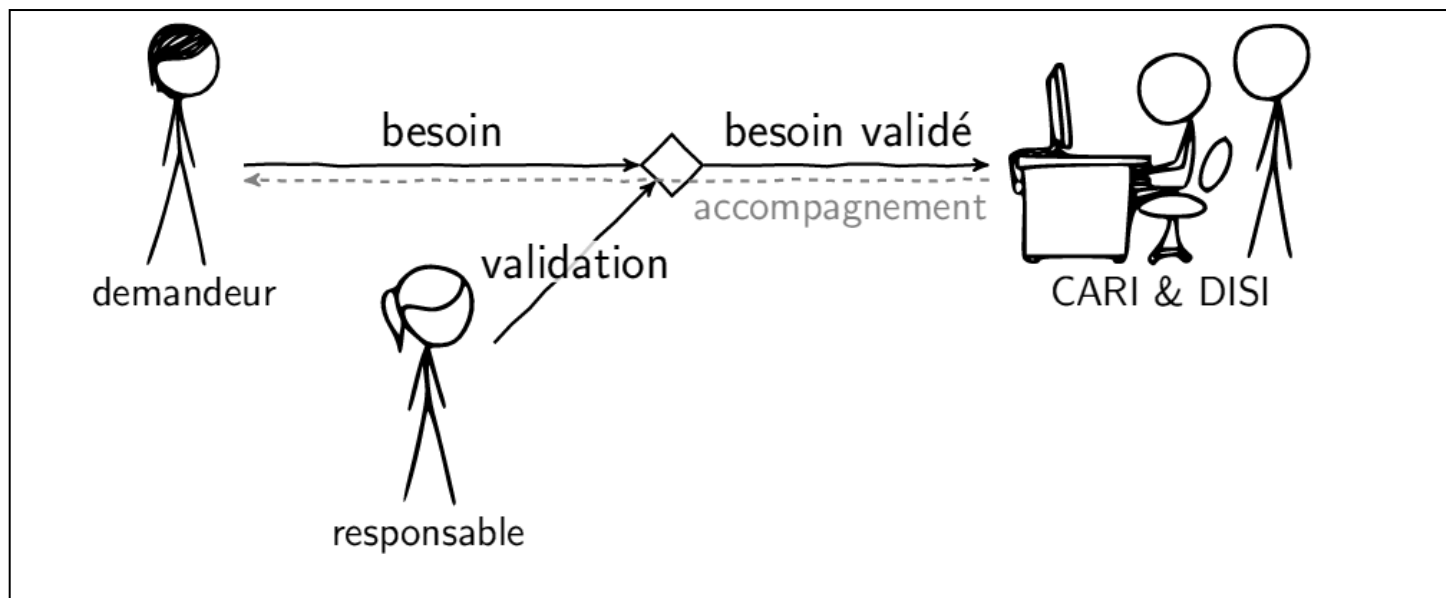 besoin
besoin validé
accompagnement
validation
demandeur
CARI & DISI
responsable